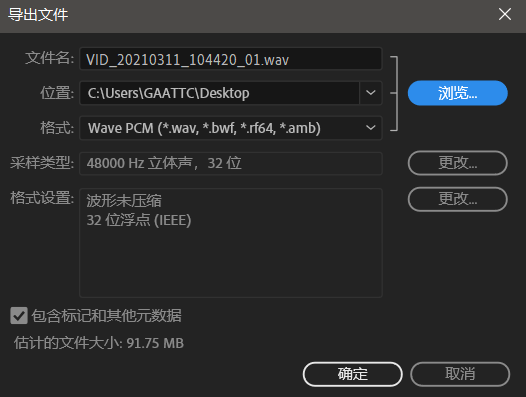 导出文件
文件名: VID_20210311_104420_01.wav
位置: C:\Users\GAATTC\Desktop
浏览...
格式: Wave PCM (*.wav, *.bwf, *.rf64, *.amb)
采样类型: 48000 Hz 立体声，32 位 更改...
格式设置: 波形未压缩 更改...
32 位浮点 (IEEE)
包含标记和其他元数据
估计的文件大小: 91.75 MB
确定 取消